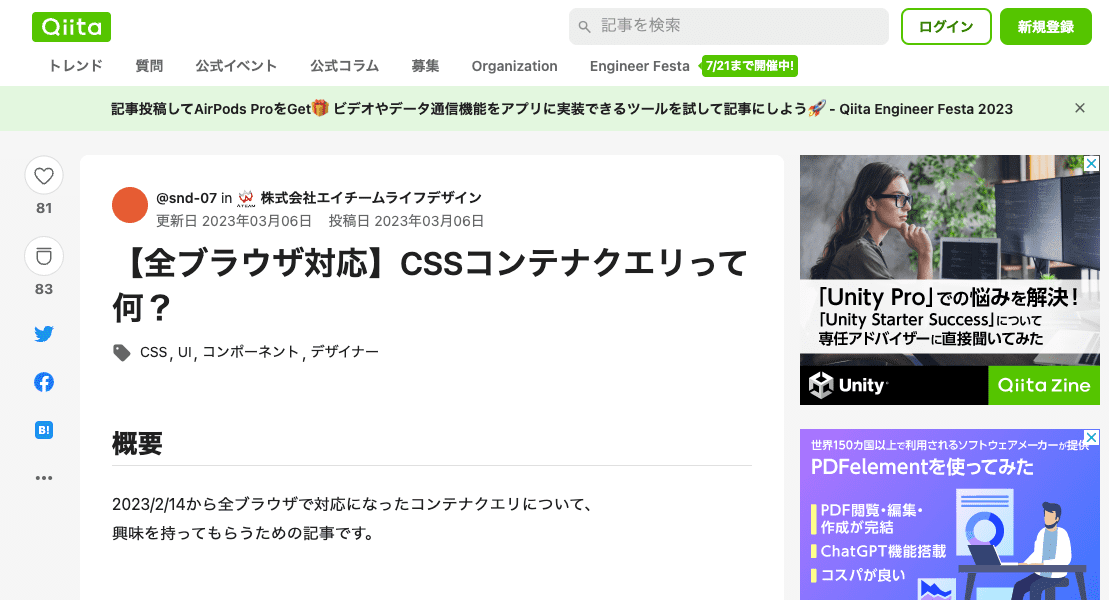 Qiita
記事を検索
ログイン
新規登録
トレンド 質問 公式イベント 公式コラム 募集 Organization Engineer Festa 7/21まで開催中!
記事投稿してAirPods ProをGet🎁 ビデオやデータ通信機能をアプリに実装できるツールを試して記事にしよう🚀 - Qiita Engineer Festa 2023
81
83
B!
@snd-07 in 株式会社エイチームライフデザイン
更新日 2023年03月06日 投稿日 2023年03月06日
【全ブラウザ対応】CSSコンテナクエリって
何？
CSS, UI, コンポーネント, デザイナー
概要
2023/2/14から全ブラウザで対応になったコンテナクエリについて、
興味を持ってもらうための記事です。
「Unity Pro」での悩みを解決！
「Unity Starter Success」について
専任アドバイザーに直接聞いてみた
Unity
Qiita Zine
世界150カ国以上で利用されるソフトウェアメーカーが提供
PDFelementを使ってみた
PDF閲覧・編集・
作成が完結
ChatGPT機能搭載
コスパが良い